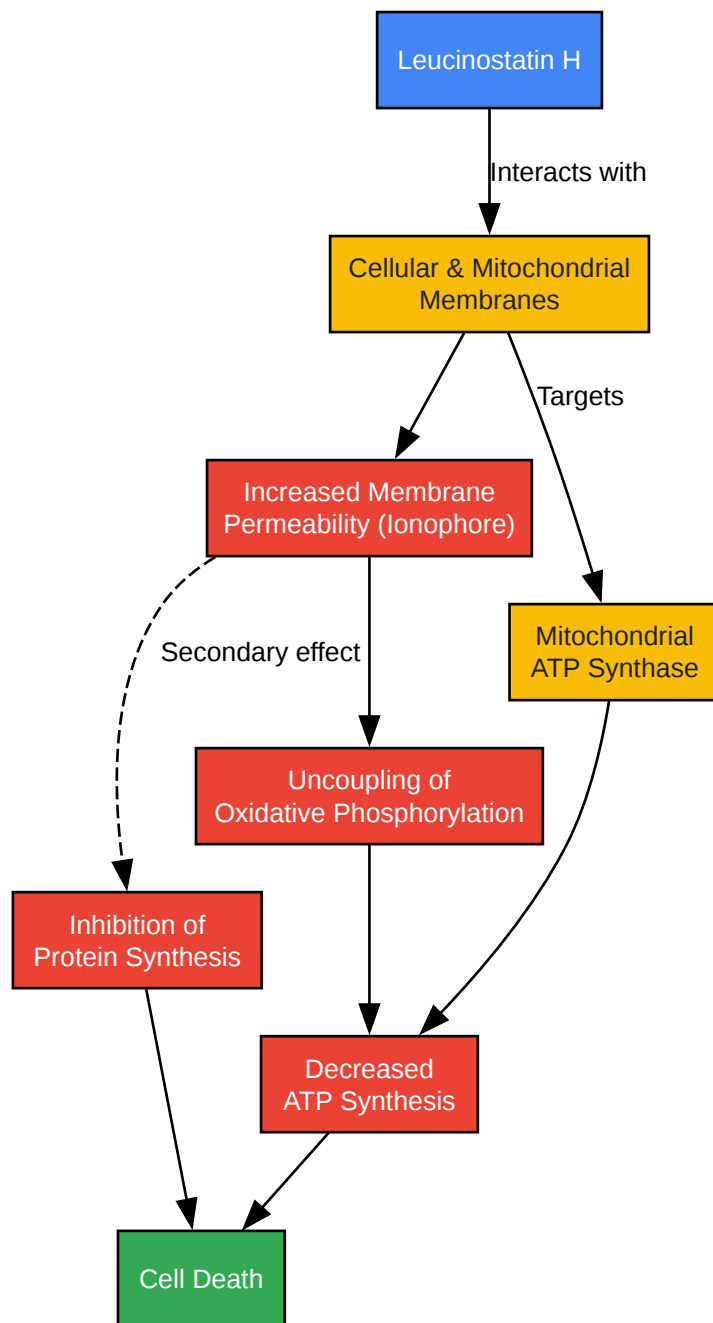 Leucinostatin H
Interacts with
Cellular & Mitochondrial
Membranes
Targets
Increased Membrane
Permeability (Ionophore)
Mitochondrial
ATP Synthase
Secondary effect
Uncoupling of
Oxidative Phosphorylation
Inhibition of
Protein Synthesis
Decreased
ATP Synthesis
Cell Death